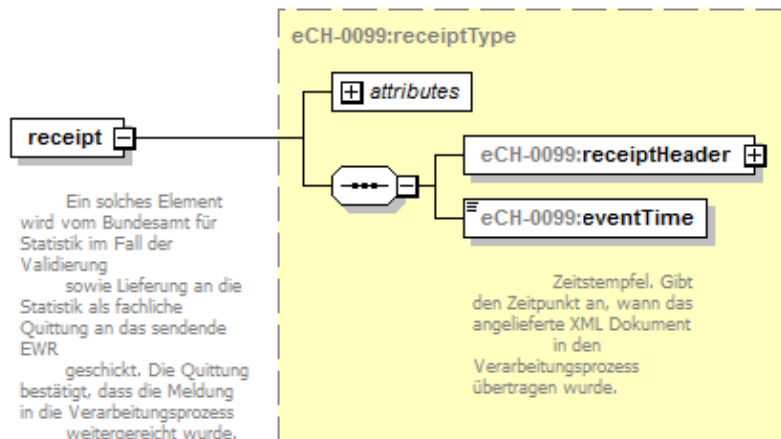 eCH-0099:receiptType
attributes
receipt
eCH-0099:receiptHeader
eCH-0099:eventTime
Ein solches Element
wird vom Bundesamt für
Statistik im Fall der
Validierung
sowie Lieferung an die
Statistik als fachliche
Quittung an das sendende
EWR
geschickt. Die Quittung
bestätigt, dass die Meldung
in die Verarbeitungsprozess
weitergereicht wurde.
Zeitstempfel. Gibt
den Zeitpunkt an, wann das
angelieferte XML Dokument
in den
Verarbeitungsprozess
übertragen wurde.